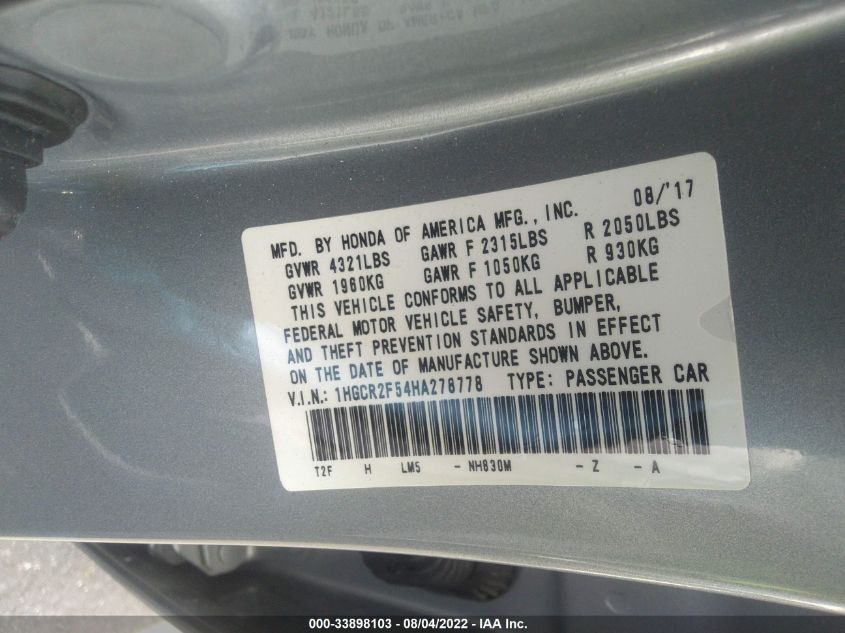 MFD. BY HONDA OF AMERICA MFG., INC. 08/'17
GVWR 4321LBS GAWR F 2315LBS R 2050LBS
GVWR 1960KG GAWR F 1050KG R 930KG
THIS VEHICLE CONFORMS TO ALL APPLICABLE
FEDERAL MOTOR VEHICLE SAFETY, BUMPER,
AND THEFT PREVENTION STANDARDS IN EFFECT
ON THE DATE OF MANUFACTURE SHOWN ABOVE.
V.I.N.: 1HGCR2F54HA278778 TYPE: PASSENGER CAR
T2F H LM5 - NH830M - Z - A
000-33898103 - 08/04/2022 - IAA Inc.